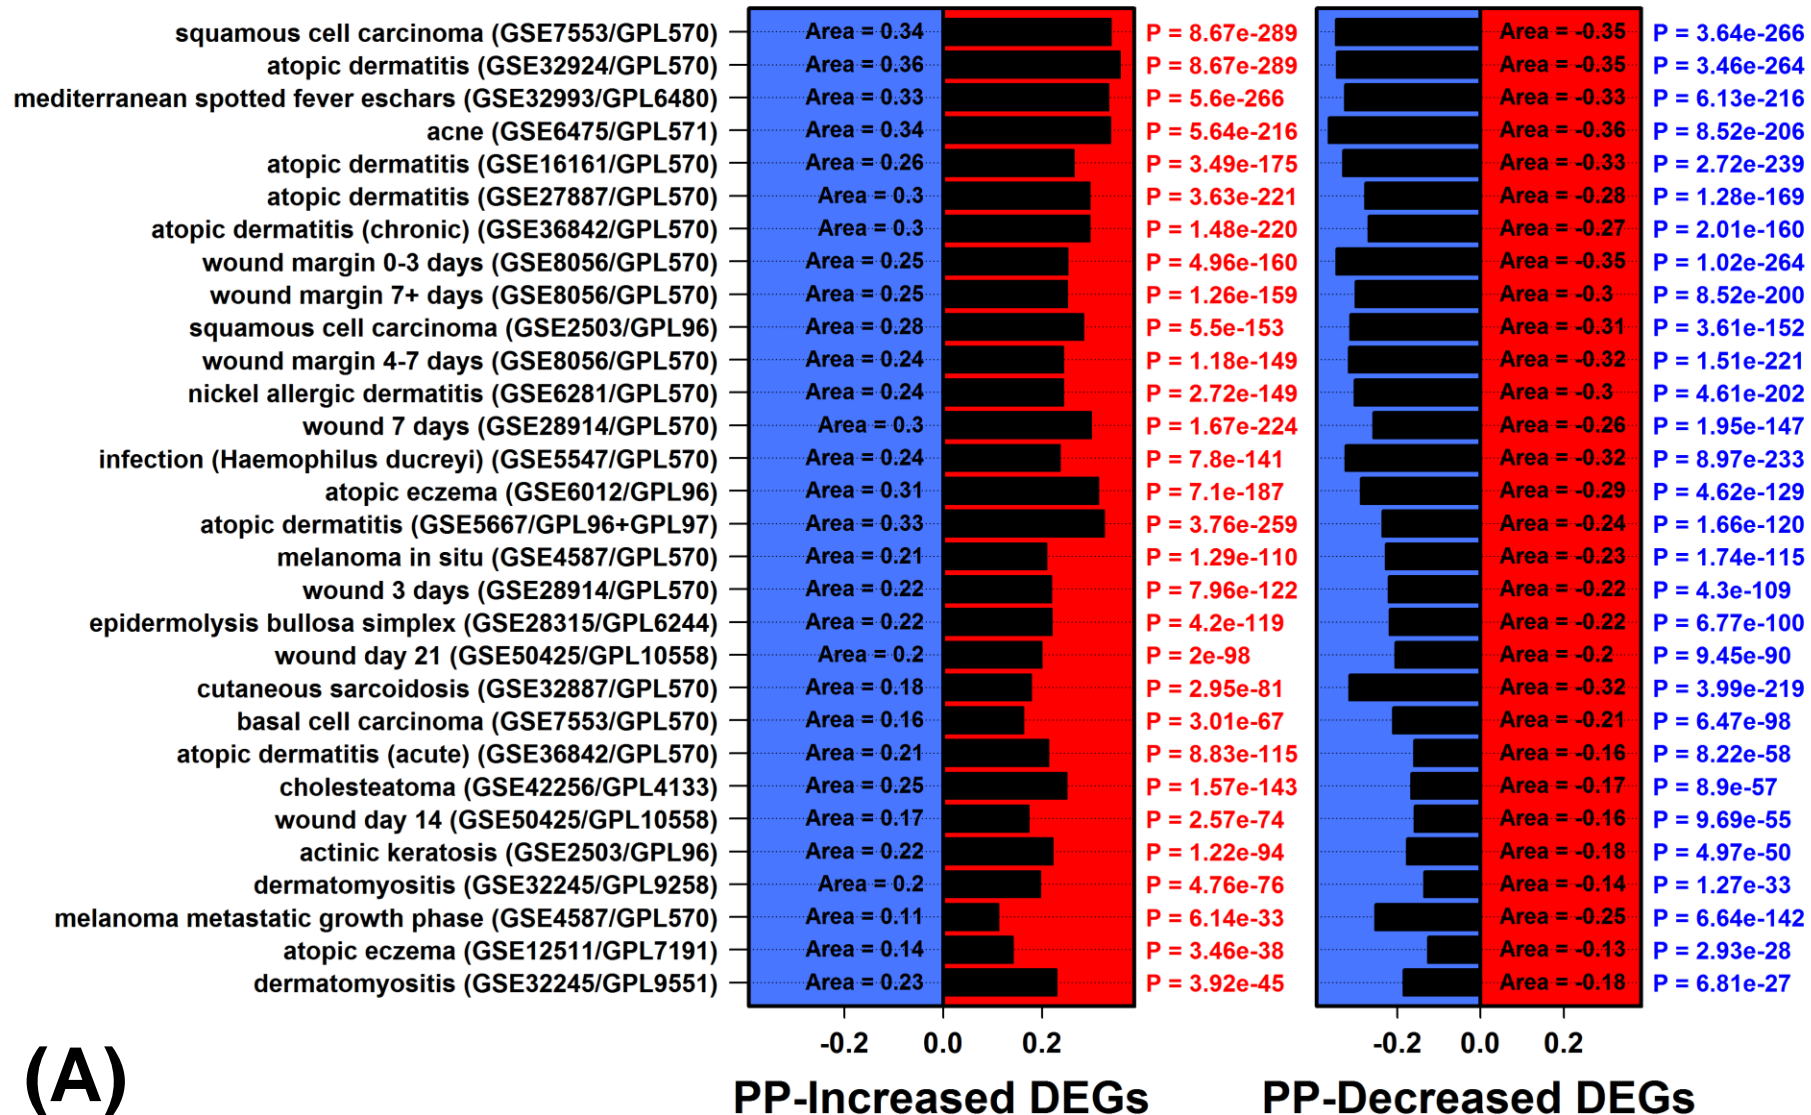 squamous cell carcinoma (GSE7553/GPL570) Area = 0.34 P = 8.67e-289 Area = -0.35 P = 3.64e-266
atopic dermatitis (GSE32924/GPL570) Area = 0.36 P = 8.67e-289 Area = -0.35 P = 3.46e-264
mediterranean spotted fever eschars (GSE32993/GPL6480) Area = 0.33 P = 5.6e-266 Area = -0.33 P = 6.13e-216
acne (GSE6475/GPL571) Area = 0.34 P = 5.64e-216 Area = -0.36 P = 8.52e-206
atopic dermatitis (GSE16161/GPL570) Area = 0.26 P = 3.49e-175 Area = -0.33 P = 2.72e-239
atopic dermatitis (GSE27887/GPL570) Area = 0.3 P = 3.63e-221 Area = -0.28 P = 1.28e-169
atopic dermatitis (chronic) (GSE36842/GPL570) Area = 0.3 P = 1.48e-220 Area = -0.27 P = 2.01e-160
wound margin 0-3 days (GSE8056/GPL570) Area = 0.25 P = 4.96e-160 Area = -0.35 P = 1.02e-264
wound margin 7+ days (GSE8056/GPL570) Area = 0.25 P = 1.26e-159 Area = -0.3 P = 8.52e-200
squamous cell carcinoma (GSE2503/GPL96) Area = 0.28 P = 5.5e-153 Area = -0.31 P = 3.61e-152
wound margin 4-7 days (GSE8056/GPL570) Area = 0.24 P = 1.18e-149 Area = -0.32 P = 1.51e-221
nickel allergic dermatitis (GSE6281/GPL570) Area = 0.24 P = 2.72e-149 Area = -0.3 P = 4.61e-202
wound 7 days (GSE28914/GPL570) Area = 0.3 P = 1.67e-224 Area = -0.26 P = 1.95e-147
infection (Haemophilus ducreyi) (GSE5547/GPL570) Area = 0.24 P = 7.8e-141 Area = -0.32 P = 8.97e-233
atopic eczema (GSE6012/GPL96) Area = 0.31 P = 7.1e-187 Area = -0.29 P = 4.62e-129
atopic dermatitis (GSE5667/GPL96+GPL97) Area = 0.33 P = 3.76e-259 Area = -0.24 P = 1.66e-120
melanoma in situ (GSE4587/GPL570) Area = 0.21 P = 1.29e-110 Area = -0.23 P = 1.74e-115
wound 3 days (GSE28914/GPL570) Area = 0.22 P = 7.96e-122 Area = -0.22 P = 4.3e-109
epidermolysis bullosa simplex (GSE28315/GPL6244) Area = 0.22 P = 4.2e-119 Area = -0.22 P = 6.77e-100
wound day 21 (GSE50425/GPL10558) Area = 0.2 P = 2e-98 Area = -0.2 P = 9.45e-90
cutaneous sarcoidosis (GSE32887/GPL570) Area = 0.18 P = 2.95e-81 Area = -0.32 P = 3.99e-219
basal cell carcinoma (GSE7553/GPL570) Area = 0.16 P = 3.01e-67 Area = -0.21 P = 6.47e-98
atopic dermatitis (acute) (GSE36842/GPL570) Area = 0.21 P = 8.83e-115 Area = -0.16 P = 8.22e-58
cholesteatoma (GSE42256/GPL4133) Area = 0.25 P = 1.57e-143 Area = -0.17 P = 8.9e-57
wound day 14 (GSE50425/GPL10558) Area = 0.17 P = 2.57e-74 Area = -0.16 P = 9.69e-55
actinic keratosis (GSE2503/GPL96) Area = 0.22 P = 1.22e-94 Area = -0.18 P = 4.97e-50
dermatomyositis (GSE32245/GPL9258) Area = 0.2 P = 4.76e-76 Area = -0.14 P = 1.27e-33
melanoma metastatic growth phase (GSE4587/GPL570) Area = 0.11 P = 6.14e-33 Area = -0.25 P = 6.64e-142
atopic eczema (GSE12511/GPL7191) Area = 0.14 P = 3.46e-38 Area = -0.13 P = 2.93e-28
dermatomyositis (GSE32245/GPL9551) Area = 0.23 P = 3.92e-45 Area = -0.18 P = 6.81e-27
-0.2 0.0 0.2 -0.2 0.0 0.2
(A) PP-Increased DEGs PP-Decreased DEGs